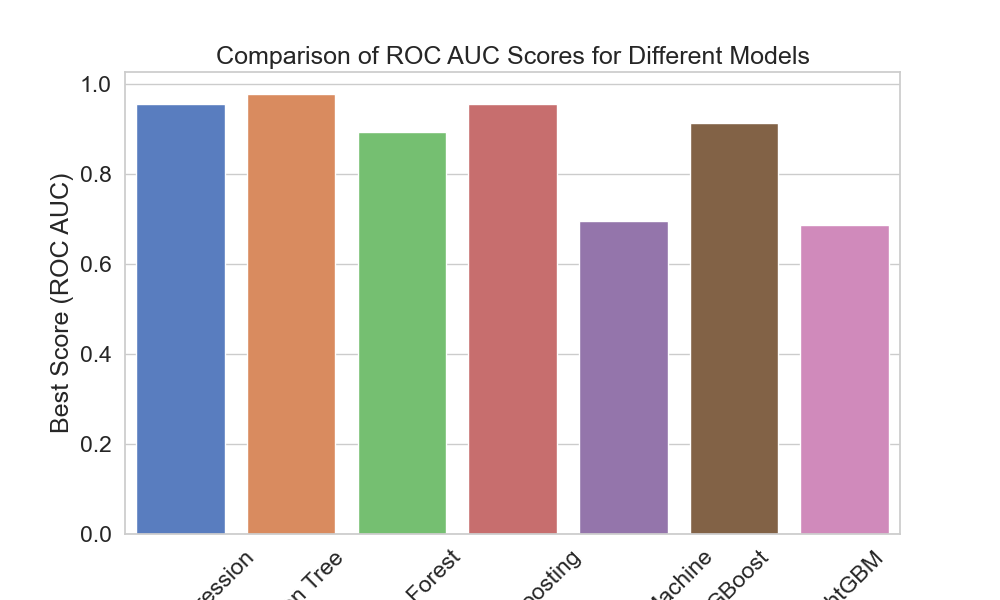 Comparison of ROC AUC Scores for Different Models
Best Score (ROC AUC)
1.0
0.8
0.6
0.4
0.2
0.0
ression
n Tree
Forest
oosting
Machine
GBoost
htGBM